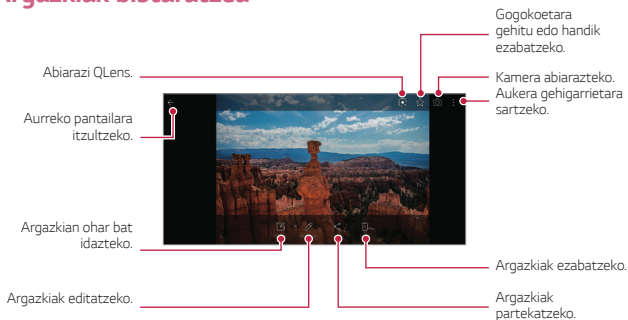 Argazkiak bistaratzea
Gogokoetara
gehitu edo handik
ezabatzeko.
Abiarazi QLens.
Kamera abiarazteko.
Aukera gehigarrietara
sartzeko.
Aurreko pantailara
itzultzeko.
Argazkian ohar bat
idazteko.
Argazkiak ezabatzeko.
Argazkiak editatzeko.
Argazkiak
partekatzeko.